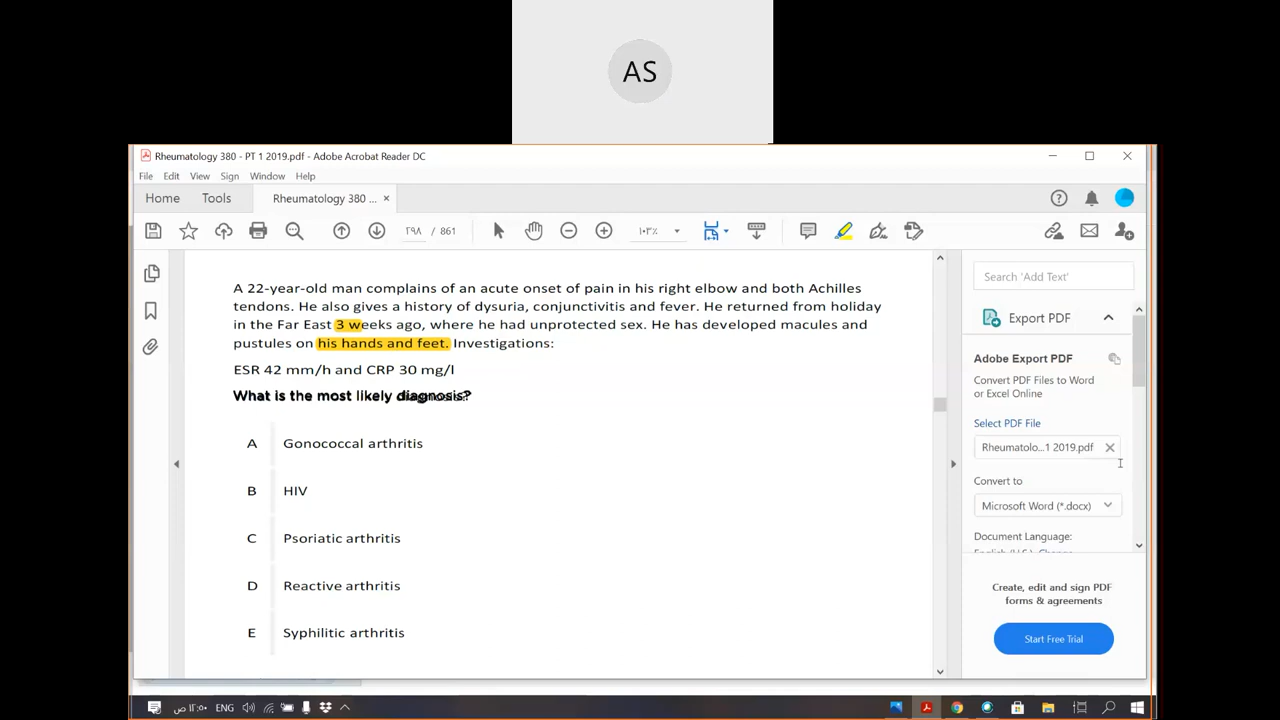 AS
Rheumatology 380 - PT 1 2019.pdf - Adobe Acrobat Reader DC
File Edit View Sign Window Help
Home Tools Rheumatology 380 ... ×
٢٩٨ / 861 ١٠٣٪
A 22-year-old man complains of an acute onset of pain in his right elbow and both Achilles
tendons. He also gives a history of dysuria, conjunctivitis and fever. He returned from holiday
in the Far East 3 weeks ago, where he had unprotected sex. He has developed macules and
pustules on his hands and feet. Investigations:
ESR 42 mm/h and CRP 30 mg/l
What is the most likely diagnosis?
A Gonococcal arthritis
B HIV
C Psoriatic arthritis
D Reactive arthritis
E Syphilitic arthritis
Search 'Add Text'
Export PDF
Adobe Export PDF
Convert PDF Files to Word
or Excel Online
Select PDF File
Rheumatolo...1 2019.pdf
Convert to
Microsoft Word (*.docx)
Document Language:
English (U.S.) Change
Create, edit and sign PDF
forms & agreements
Start Free Trial
ص ١٢:٥٠ ENG